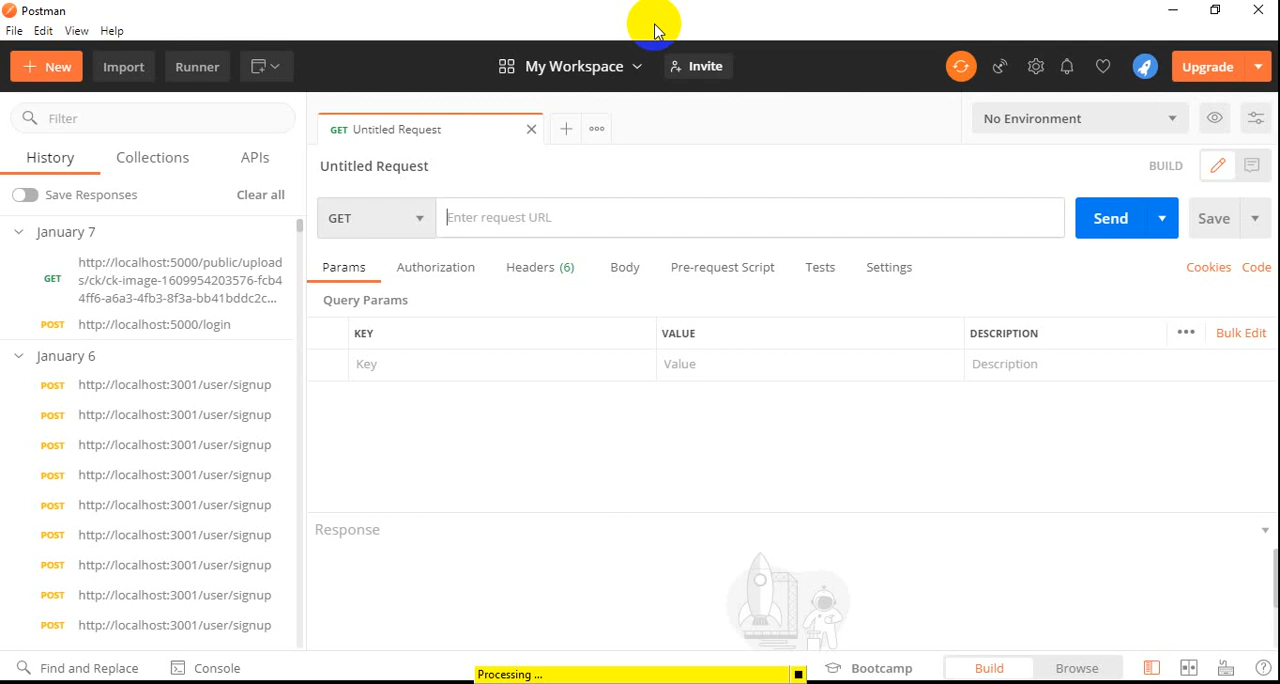 Postman
File Edit View Help
New Import Runner My Workspace Invite Upgrade
Filter
GET Untitled Request
No Environment
History Collections APIs
Untitled Request BUILD
Save Responses Clear all
GET Enter request URL Send Save
January 7
http://localhost:5000/public/upload
GET s/ck/ck-image-1609954203576-fcb4
4ff6-a6a3-4fb3-8f3a-bb41bddc2c...
POST http://localhost:5000/login
Params Authorization Headers (6) Body Pre-request Script Tests Settings Cookies Code
Query Params
KEY VALUE DESCRIPTION ••• Bulk Edit
Key Value Description
January 6
POST http://localhost:3001/user/signup
POST http://localhost:3001/user/signup
POST http://localhost:3001/user/signup
POST http://localhost:3001/user/signup
POST http://localhost:3001/user/signup
POST http://localhost:3001/user/signup
POST http://localhost:3001/user/signup
POST http://localhost:3001/user/signup
POST http://localhost:3001/user/signup
Response
Find and Replace Console Processing ... Bootcamp Build Browse